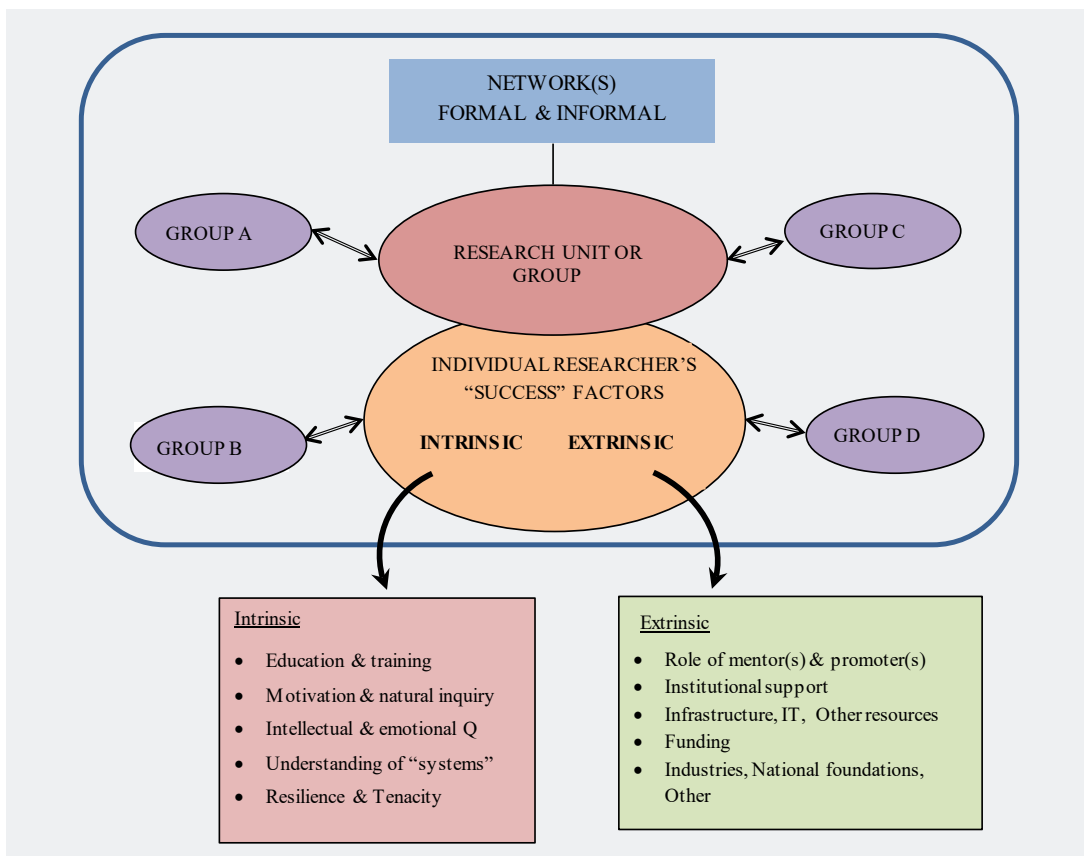 NETWORK(S)
FORMAL & INFORMAL
GROUP A
RESEARCH UNIT OR
GROUP
GROUP C
INDIVIDUAL RESEARCHER’S
“SUCCESS” FACTORS
INTRINSIC EXTRINSIC
GROUP B
GROUP D
Intrinsic
• Education & training
• Motivation & natural inquiry
• Intellectual & emotional Q
• Understanding of “systems”
• Resilience & Tenacity
Extrinsic
• Role of mentor(s) & promoter(s)
• Institutional support
• Infrastructure, IT, Other resources
• Funding
• Industries, National foundations,
Other